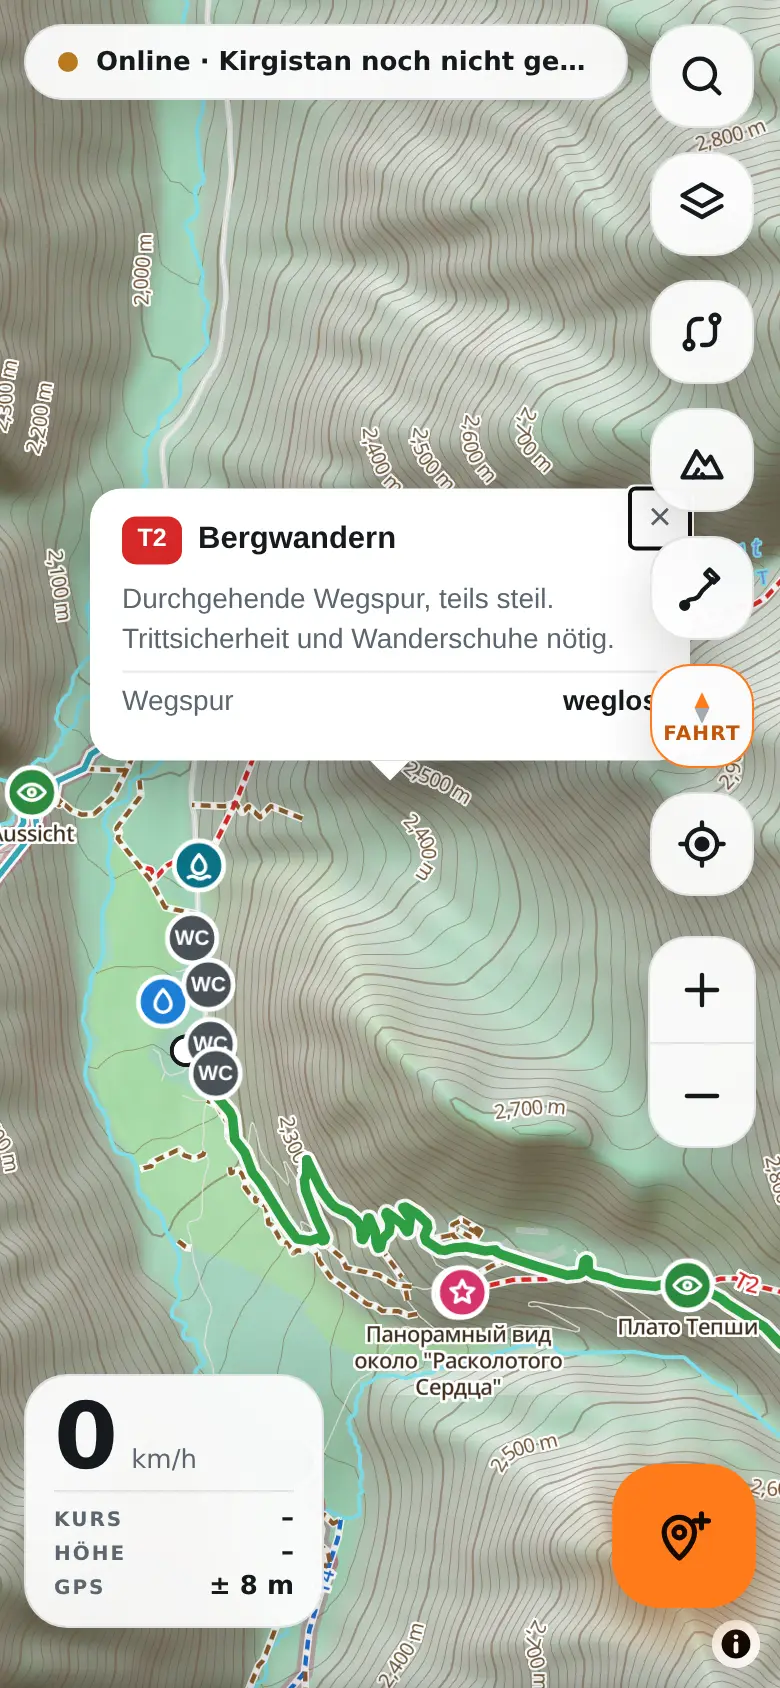 Online · Kirgistan noch nicht ge...
2,800 m
2,000 m
2,300 m
2,200 m
2,400 m
2,500 m
2,600 m
2,700 m
2,100 m
T2 Bergwandern
×
Durchgehende Wegspur, teils steil.
Trittsicherheit und Wanderschuhe nötig.
Wegspur weglos
FAHRT
2,500 m
2,400 m
Aussicht
WC
WC
WC
WC
+
2,700 m
−
T2
Плато Тепши
Панорамный вид
около "Расколотого
Сердца"
0 km/h
KURS –
HÖHE –
GPS ± 8 m
2,500 m
2,400 m
2,700 m